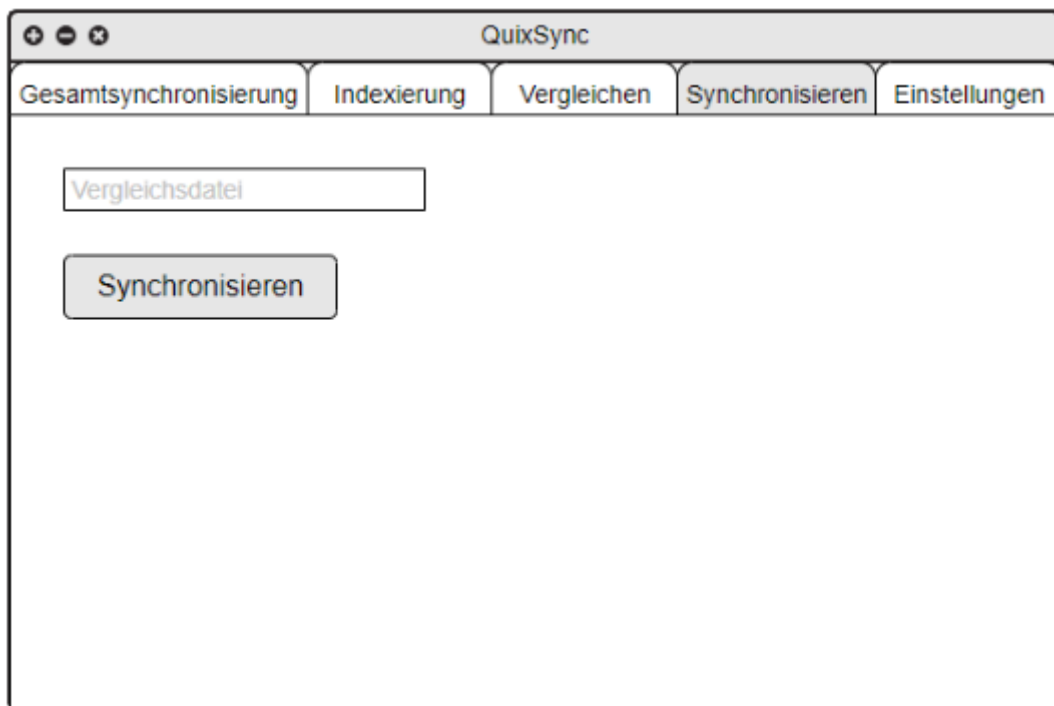 QuixSync
Gesamtsynchronisierung Indexierung Vergleichen Synchronisieren Einstellungen
Vergleichsdatei
Synchronisieren